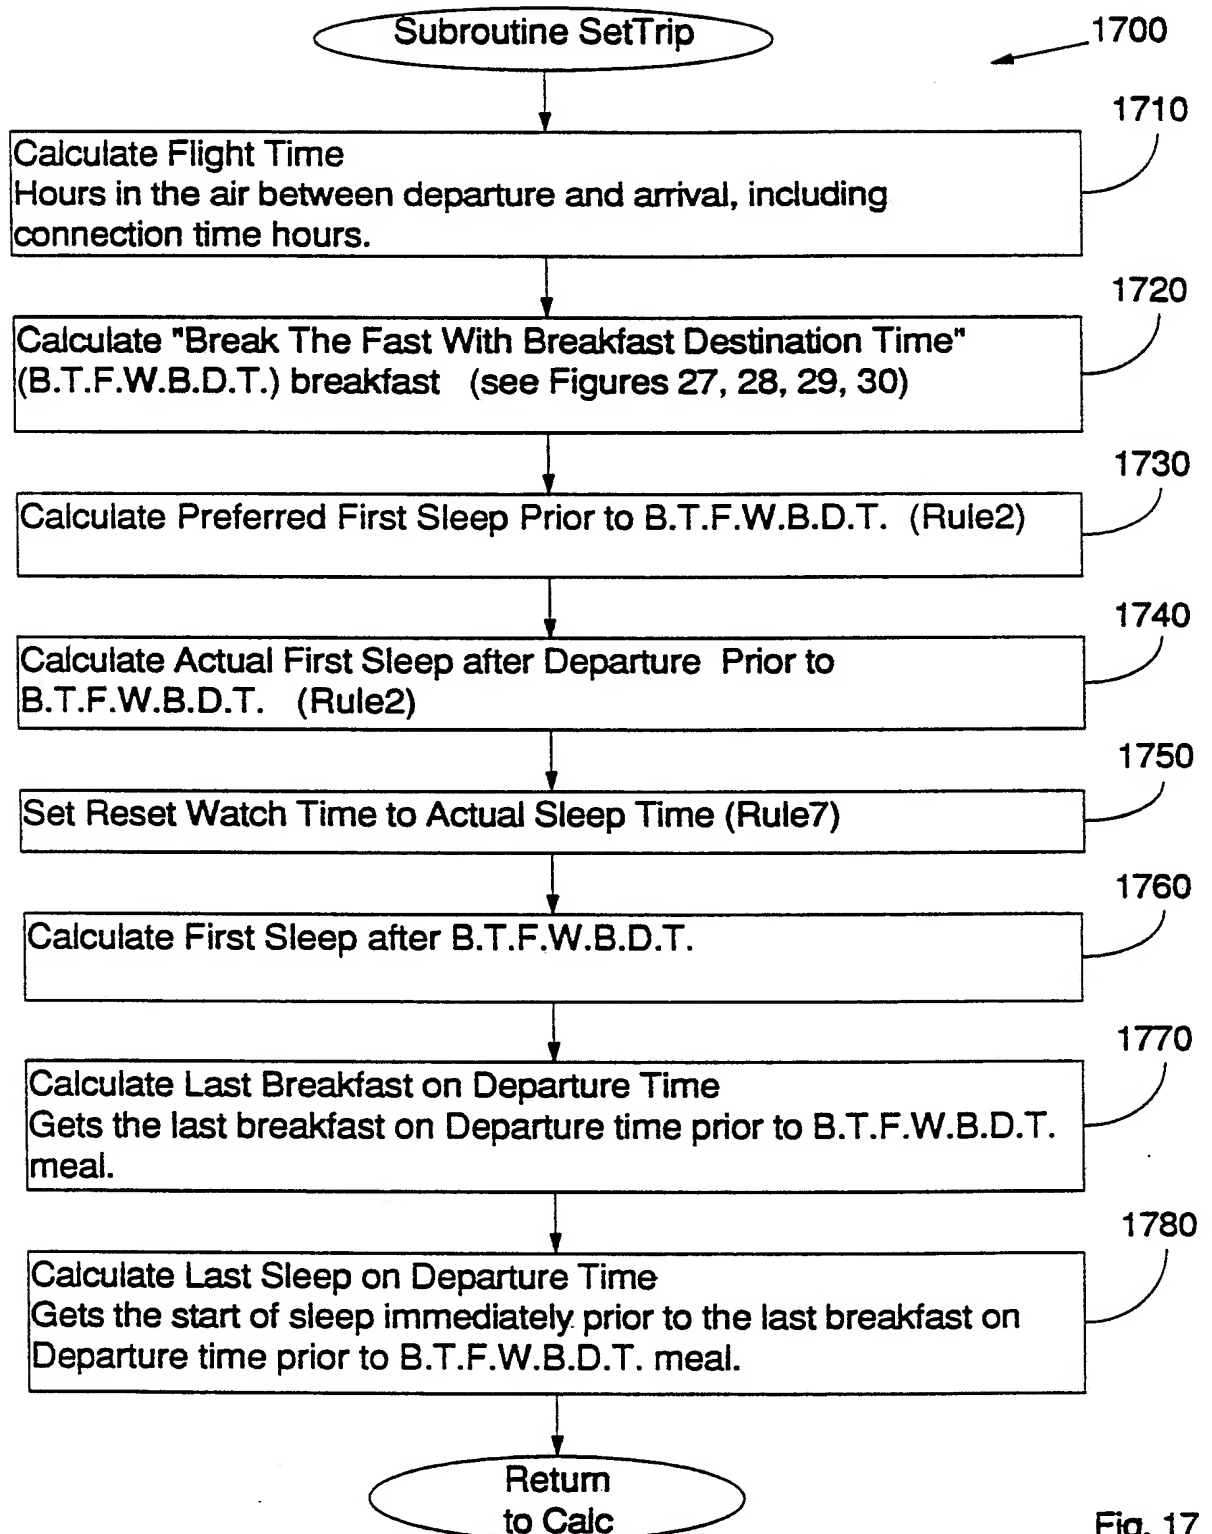 Subroutine SetTrip
1700
1710
Calculate Flight Time
Hours in the air between departure and arrival, including
connection time hours.
1720
Calculate "Break The Fast With Breakfast Destination Time"
(B.T.F.W.B.D.T.) breakfast (see Figures 27, 28, 29, 30)
1730
Calculate Preferred First Sleep Prior to B.T.F.W.B.D.T. (Rule2)
1740
Calculate Actual First Sleep after Departure Prior to
B.T.F.W.B.D.T. (Rule2)
1750
Set Reset Watch Time to Actual Sleep Time (Rule7)
1760
Calculate First Sleep after B.T.F.W.B.D.T.
1770
Calculate Last Breakfast on Departure Time
Gets the last breakfast on Departure time prior to B.T.F.W.B.D.T.
meal.
1780
Calculate Last Sleep on Departure Time
Gets the start of sleep immediately prior to the last breakfast on
Departure time prior to B.T.F.W.B.D.T. meal.
Return
to Calc
Fig. 17